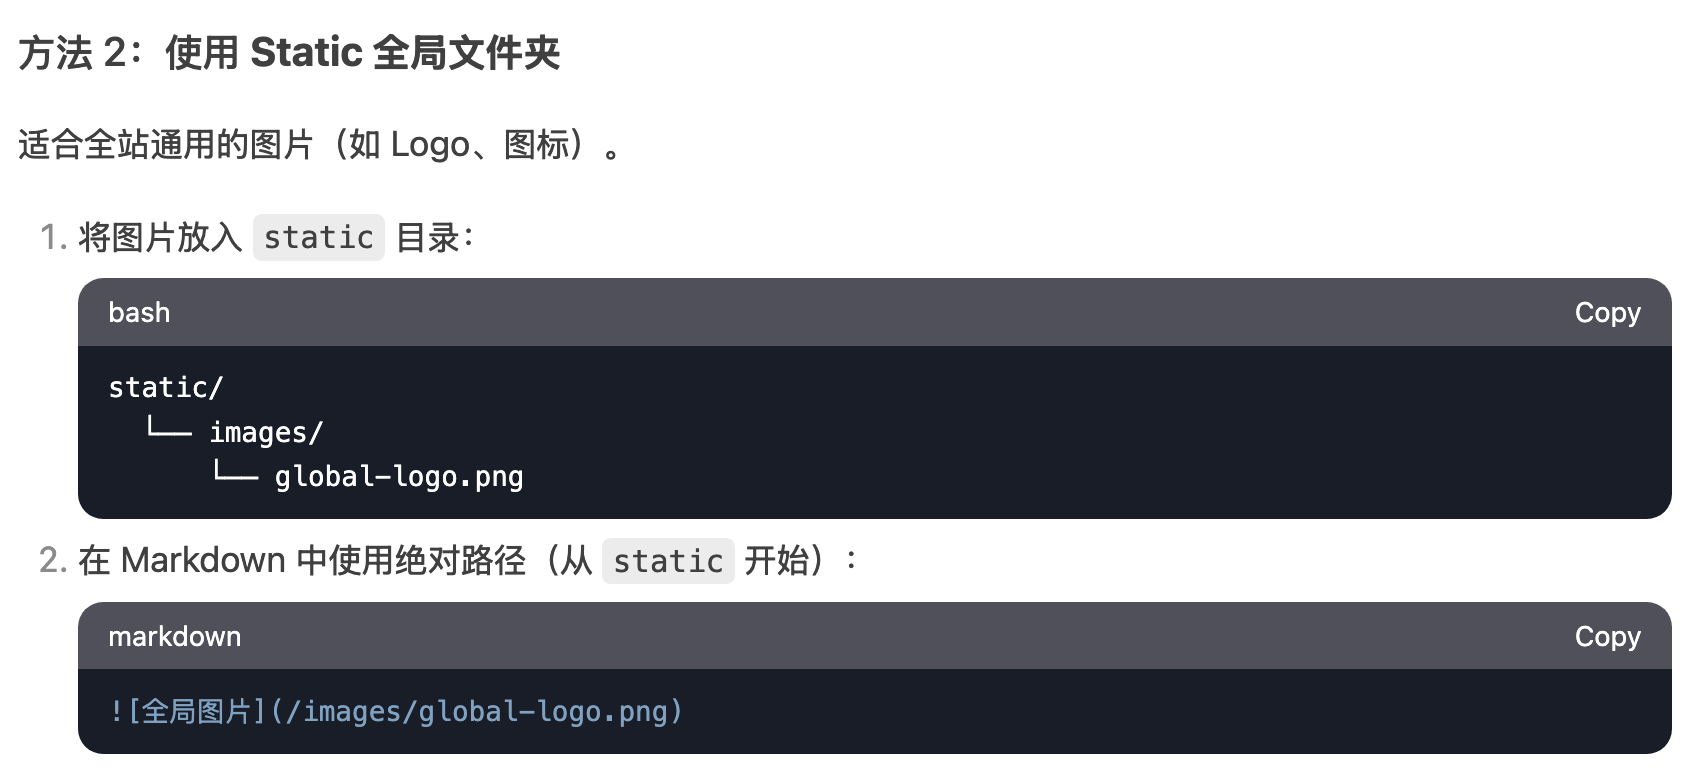 方法 2：使用 Static 全局文件夹
适合全站通用的图片（如 Logo、图标）。
1. 将图片放入 static 目录：
bash Copy
static/
└── images/
└── global-logo.png
2. 在 Markdown 中使用绝对路径（从 static 开始）：
markdown Copy
![全局图片](/images/global-logo.png)